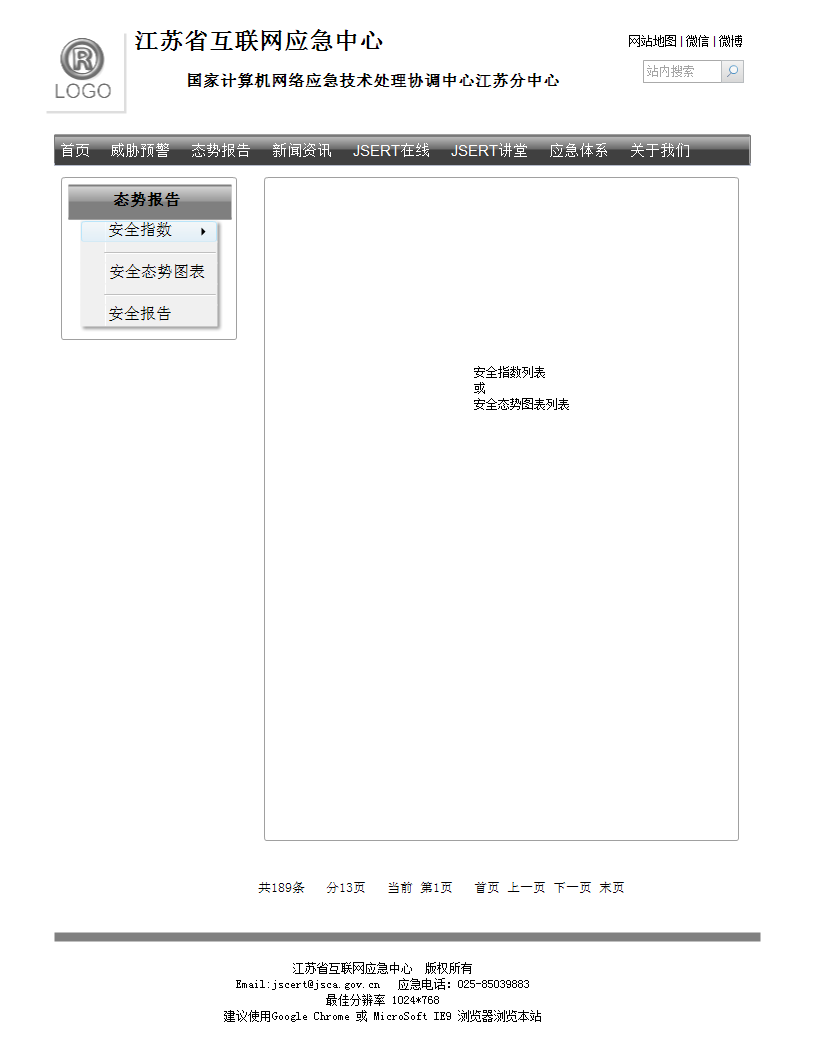 江苏省互联网应急中心
国家计算机网络应急技术处理协调中心江苏分中心
网站地图 | 微信 | 微博
站内搜索
R
LOGO
首页 威胁预警 态势报告 新闻资讯 JSERT在线 JSERT讲堂 应急体系 关于我们
态势报告
安全指数
安全态势图表
安全报告
安全指数列表
或
安全态势图表列表
共189条 分13页 当前 第1页 首页 上一页 下一页 末页
江苏省互联网应急中心 版权所有
Email:jscert@jsca.gov.cn 应急电话：025-85039883
最佳分辨率 1024*768
建议使用Google Chrome 或 MicroSoft IE9 浏览器浏览本站